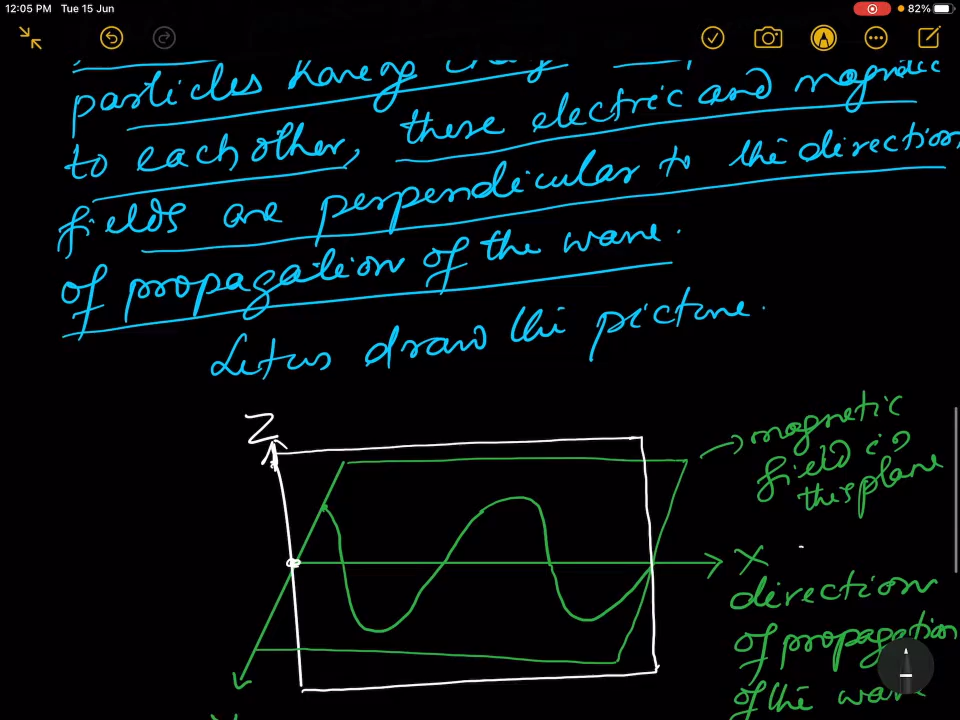 12:05 PM Tue 15 Jun
82%
particles
to each other, these electric and magnetic
fields are perpendicular to the direction
of propagation of the wave.
Let us draw the picture.
Z
magnetic
field is
this plane
X
direction
of propagation
of the wave